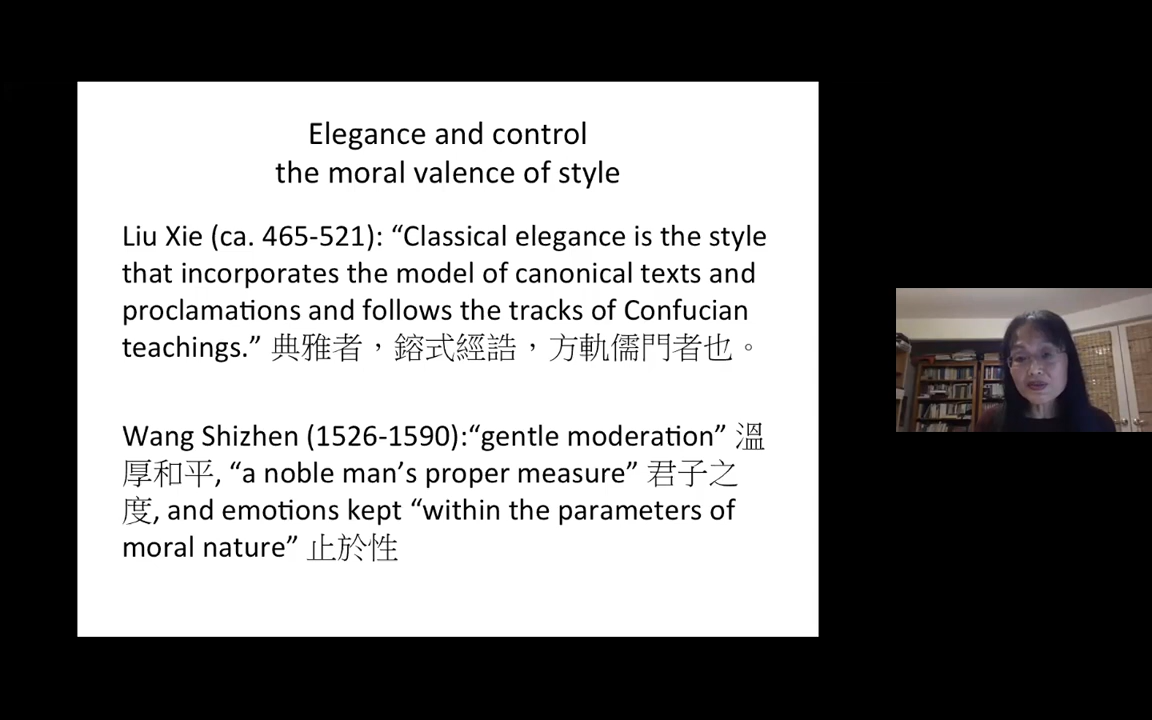 Elegance and control
the moral valence of style
Liu Xie (ca. 465-521): “Classical elegance is the style
that incorporates the model of canonical texts and
proclamations and follows the tracks of Confucian
teachings.” 典雅者，鎔式經誥，方軌儒門者也。
Wang Shizhen (1526-1590):“gentle moderation” 溫
厚和平, “a noble man’s proper measure” 君子之
度, and emotions kept “within the parameters of
moral nature” 止於性